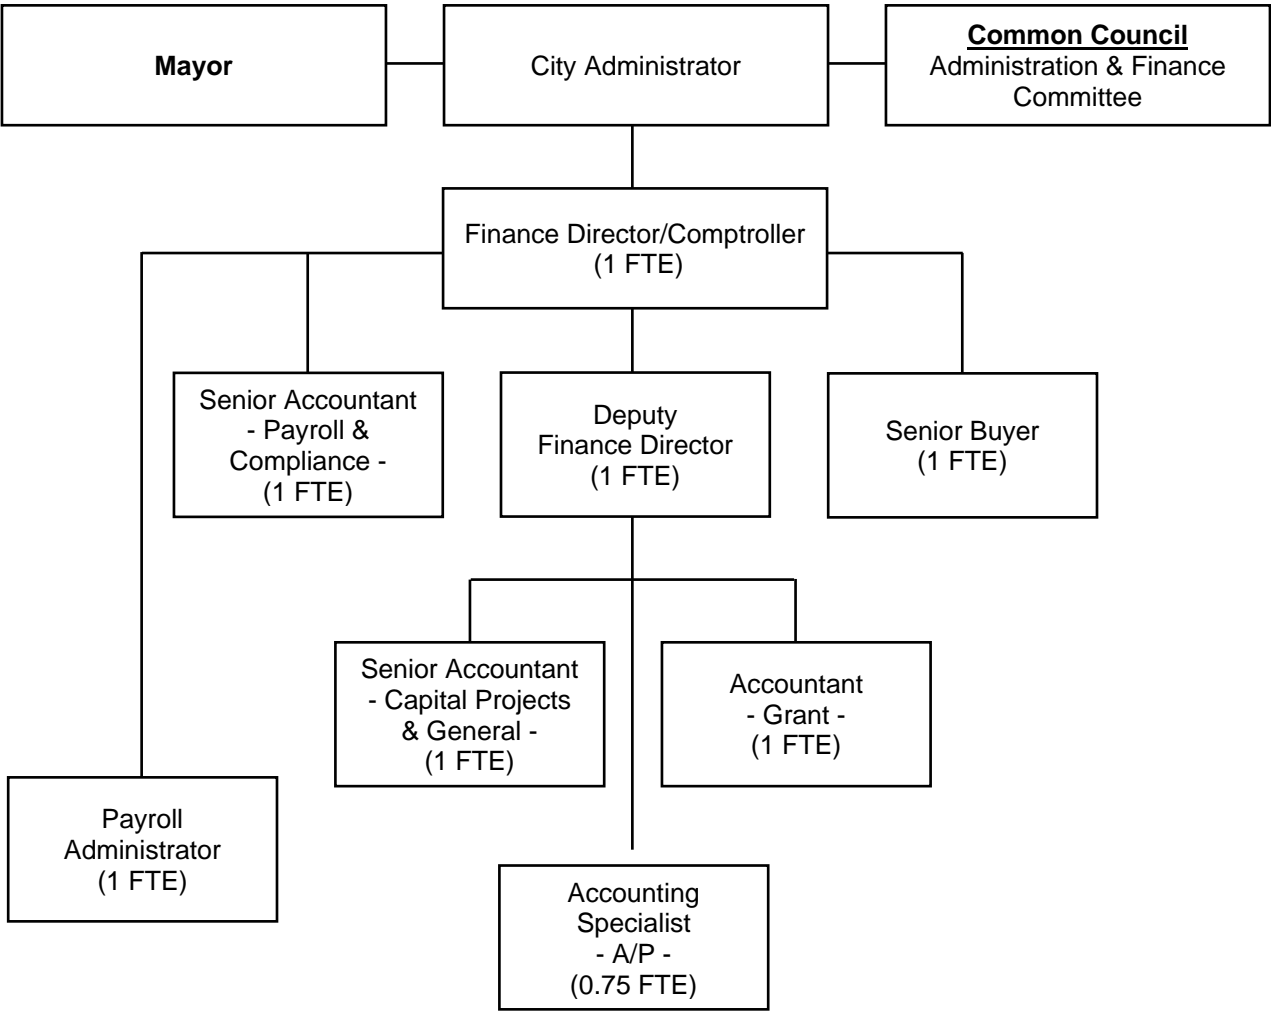 Mayor
City Administrator
Common Council
Administration & Finance
Committee
Finance Director/Comptroller
(1 FTE)
Senior Accountant
- Payroll &
Compliance -
(1 FTE)
Deputy
Finance Director
(1 FTE)
Senior Buyer
(1 FTE)
Senior Accountant
- Capital Projects
& General -
(1 FTE)
Accountant
- Grant -
(1 FTE)
Payroll
Administrator
(1 FTE)
Accounting
Specialist
- A/P -
(0.75 FTE)